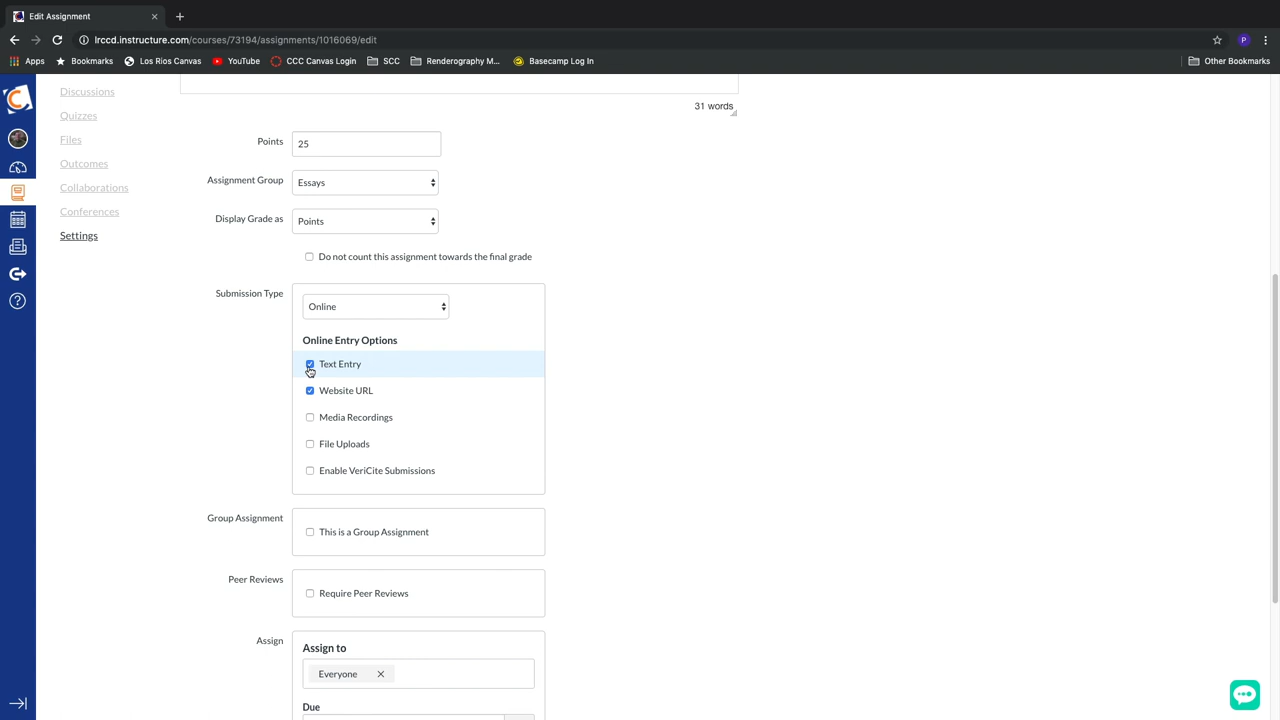 Edit Assignment
lrccd.instructure.com/courses/73194/assignments/1016069/edit
P
Apps
Bookmarks
Los Rios Canvas
YouTube
CCC Canvas Login
SCC
Renderography M...
Basecamp Log In
Other Bookmarks
Discussions
Quizzes
Files
Outcomes
Collaborations
Conferences
Settings
31 words
Points
25
Assignment Group
Essays
Display Grade as
Points
Do not count this assignment towards the final grade
Submission Type
Online
Online Entry Options
Text Entry
Website URL
Media Recordings
File Uploads
Enable VeriCite Submissions
Group Assignment
This is a Group Assignment
Peer Reviews
Require Peer Reviews
Assign
Assign to
Everyone
Due